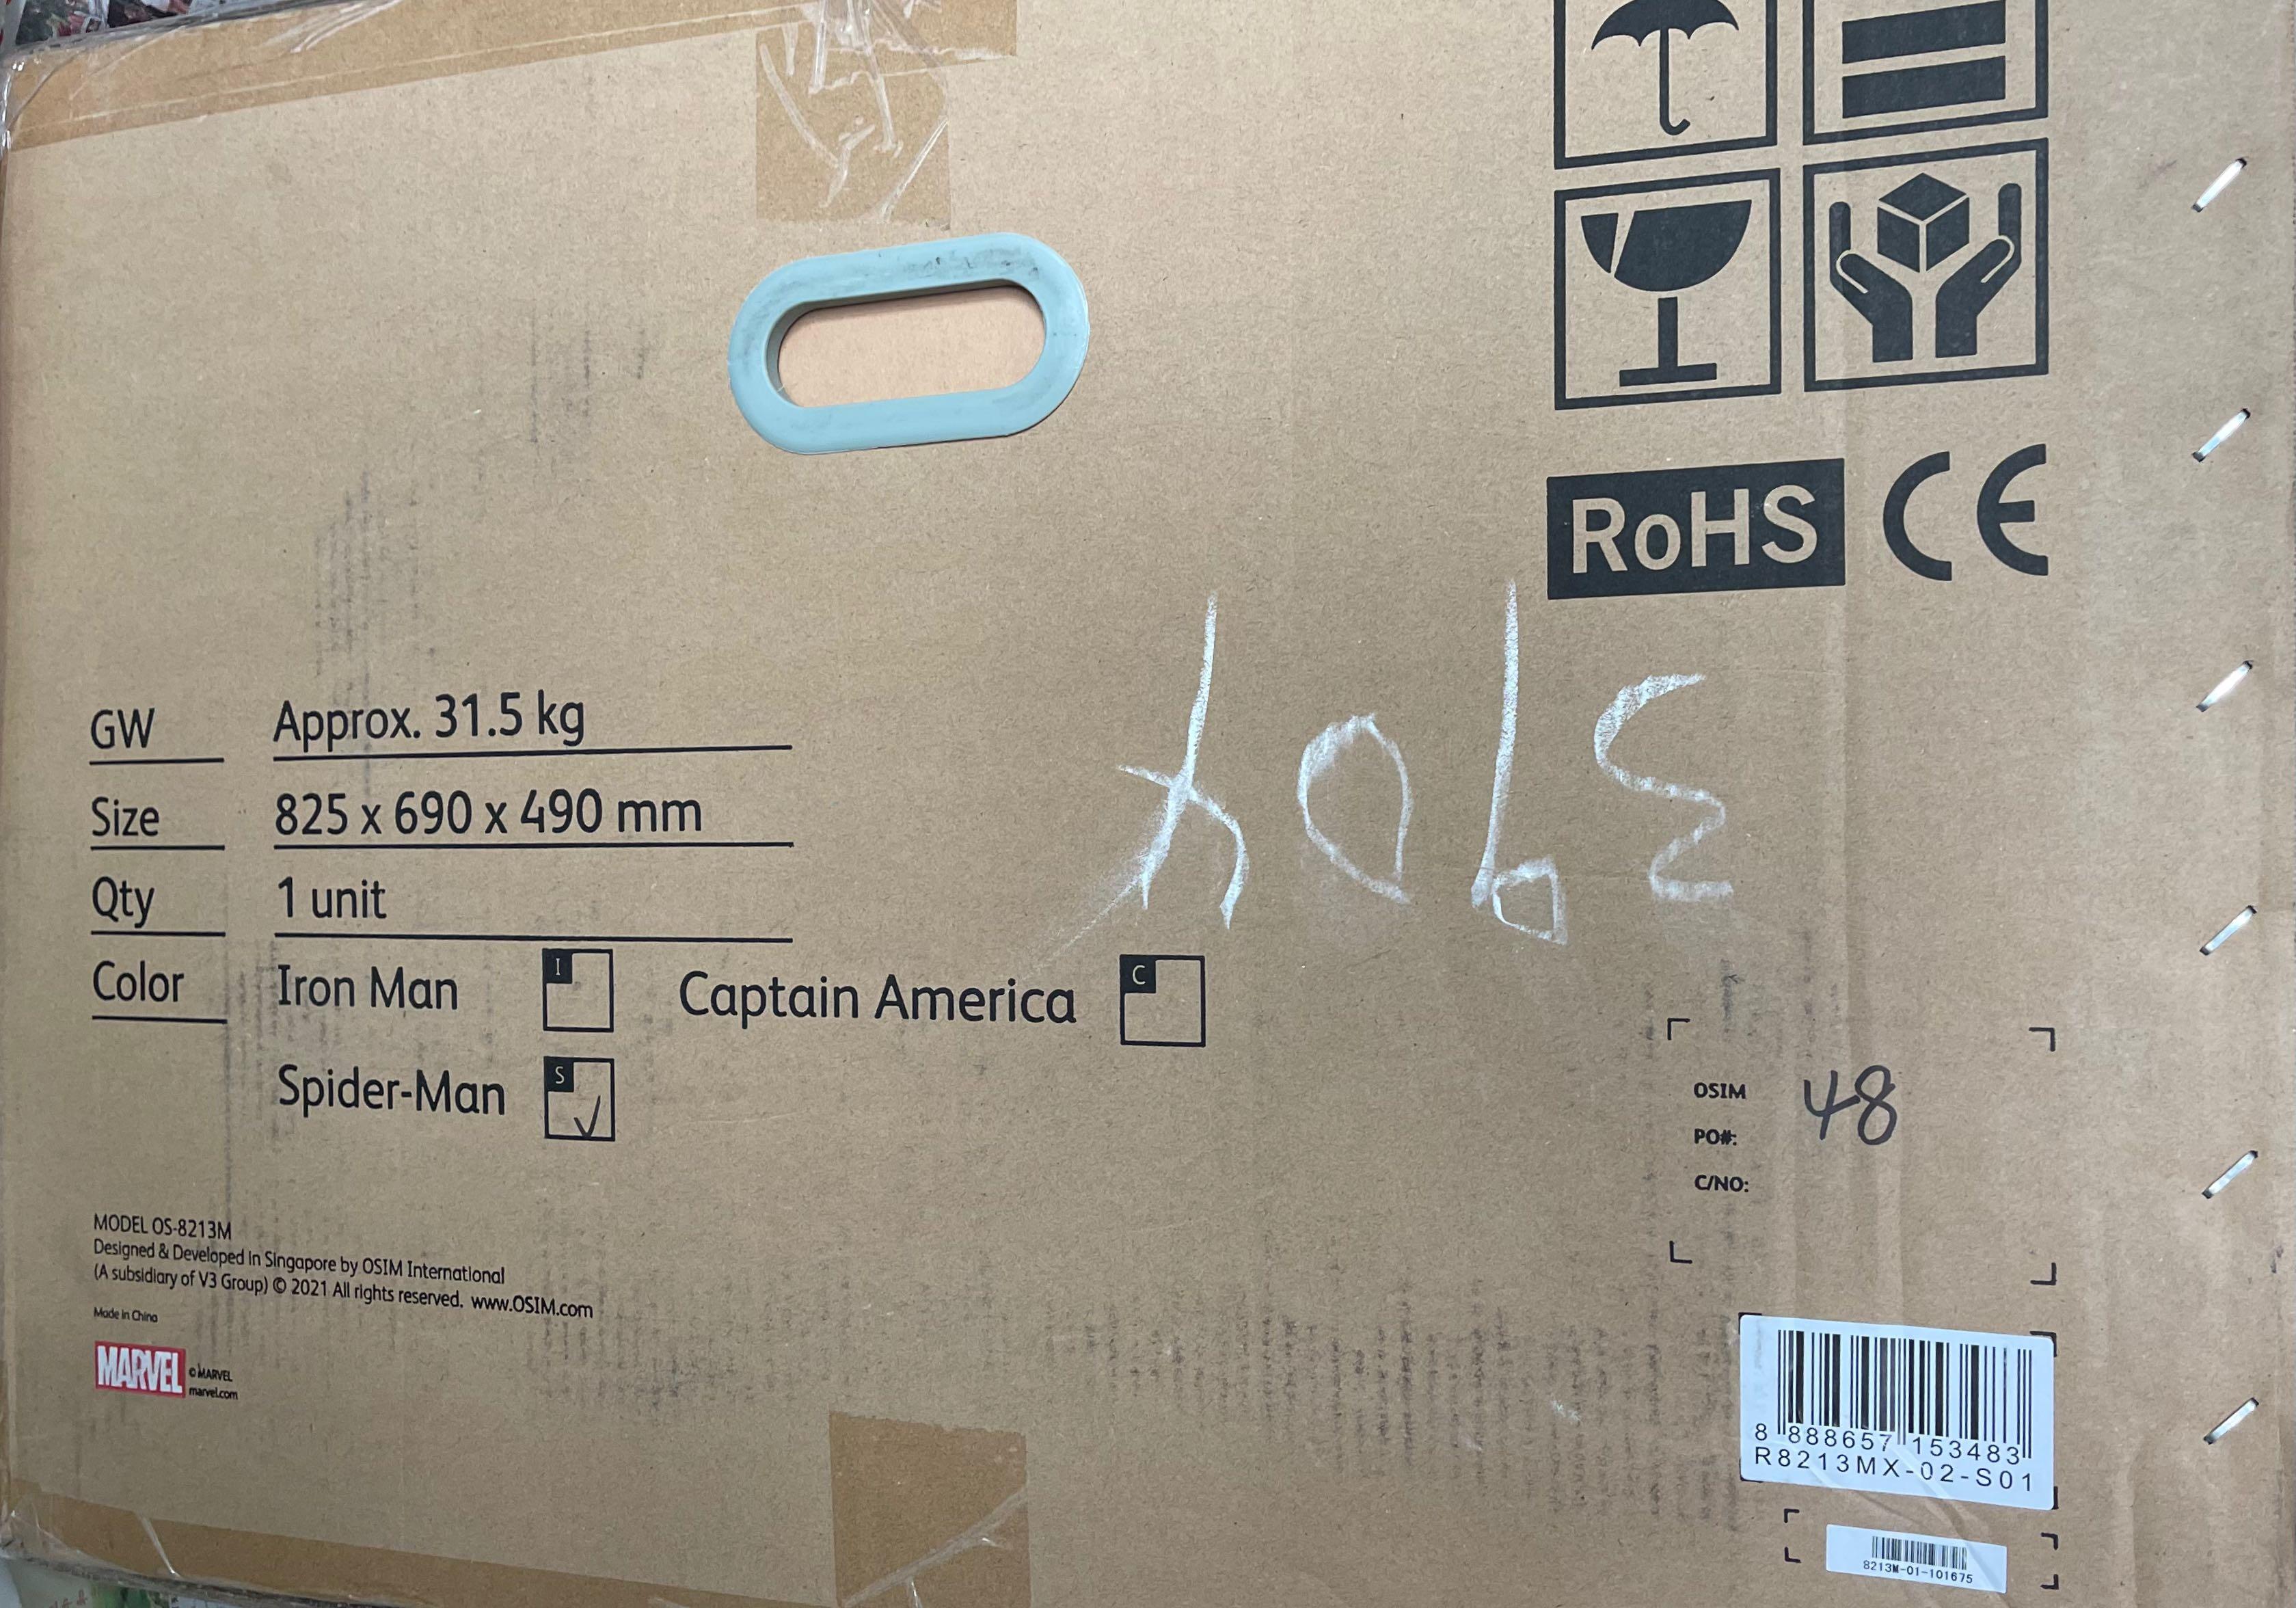 RoHS CE
GW Approx. 31.5 kg
Size 825 x 690 x 490 mm
Qty 1 unit
Color Iron Man I Captain America C
Spider-Man S
OSIM 48
PO#:
C/NO:
MODEL OS-8213M
Designed & Developed in Singapore by OSIM International
(A subsidiary of V3 Group) © 2021 All rights reserved. www.OSIM.com
Made in China
MARVEL © MARVEL
marvel.com
8 888657 153483
R8213MX-02-S01
8213M-01-101675